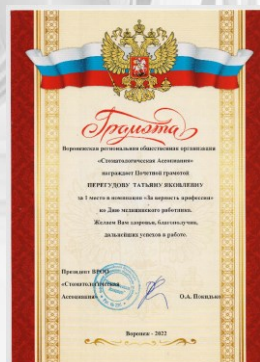 Грамота
Воронежская региональная общественная организация
«Стоматологическая Ассоциация»
награждает Почетной грамотой
ПЕРЕГУДОВУ ТАТЬЯНУ ЯКОВЛЕВНУ
за 1 место в номинации «За верность профессии»
ко Дню медицинского работника.
Желаем Вам здоровья, благополучия,
дальнейших успехов в работе.
Президент ВРОО
«Стоматологическая
Ассоциация» О.А.
Воронеж - 2022